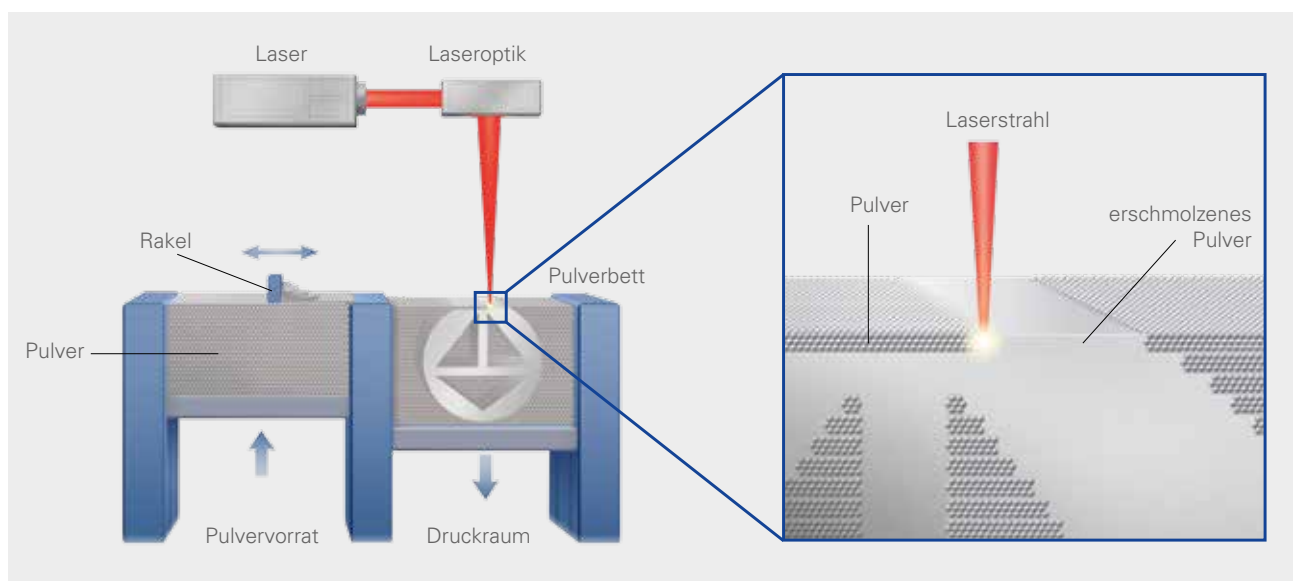 Laser
Laseroptik
Rakel
Pulverbett
Pulver
Pulvervorrat
Druckraum
Laserstrahl
Pulver
erschmolzenes
Pulver